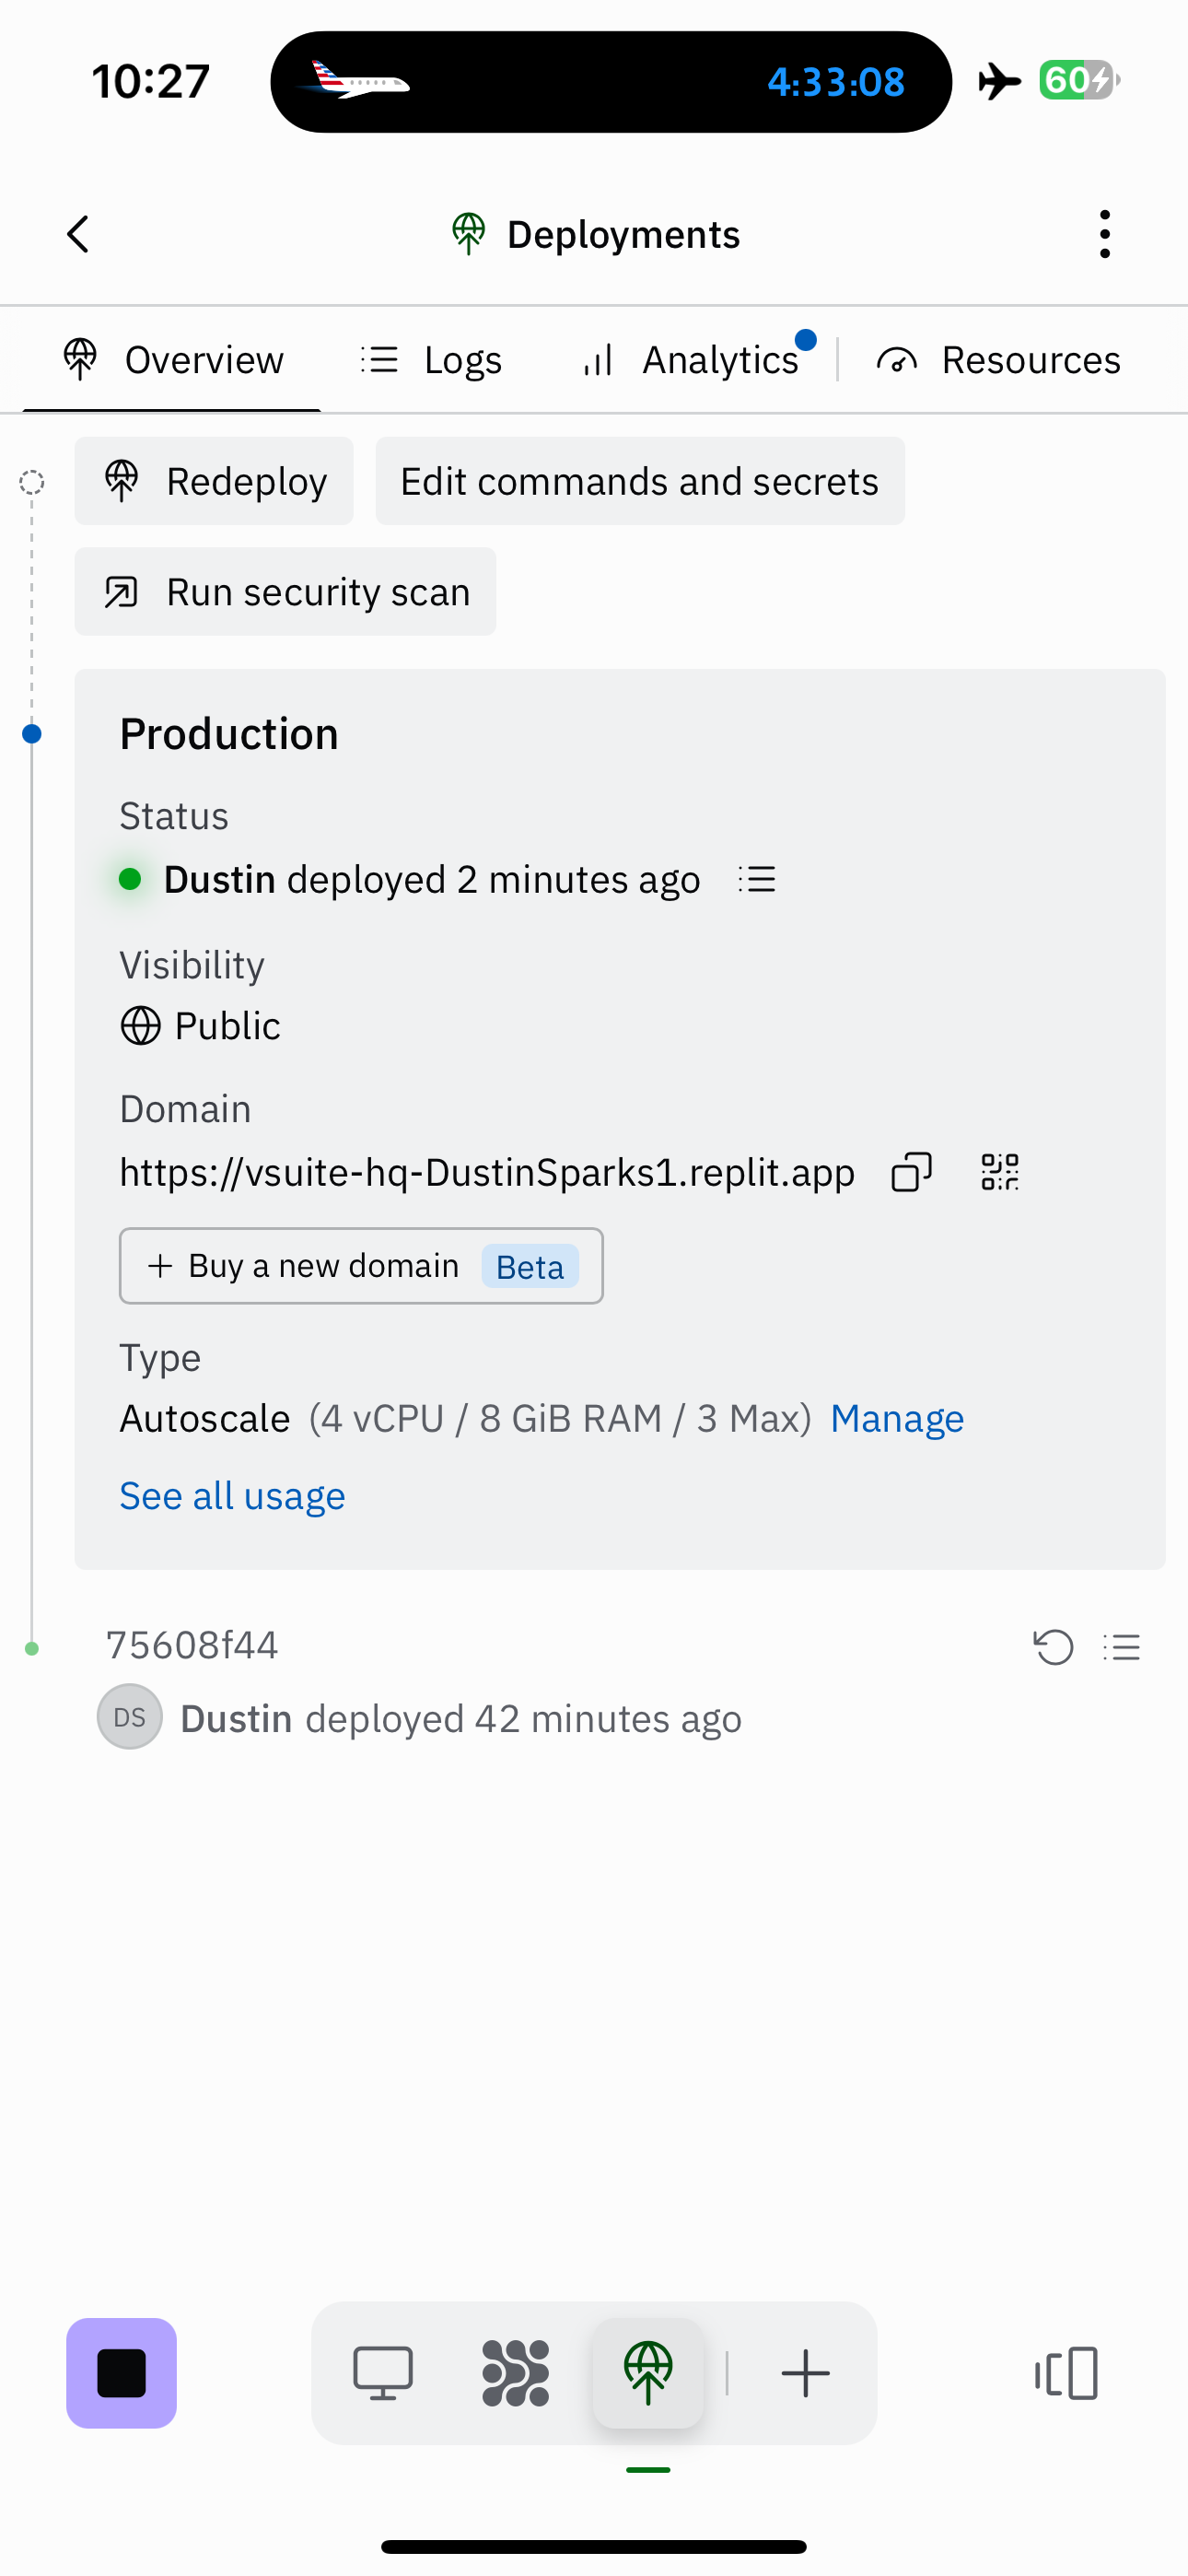 10:27
4:33:08
60
Deployments
Overview
Logs
Analytics
Resources
Redeploy
Edit commands and secrets
Run security scan
Production
Status
Dustin deployed 2 minutes ago
Visibility
Public
Domain
https://vsuite-hq-DustinSparks1.replit.app
+ Buy a new domain Beta
Type
Autoscale (4 vCPU / 8 GiB RAM / 3 Max) Manage
See all usage
75608f44
DS Dustin deployed 42 minutes ago